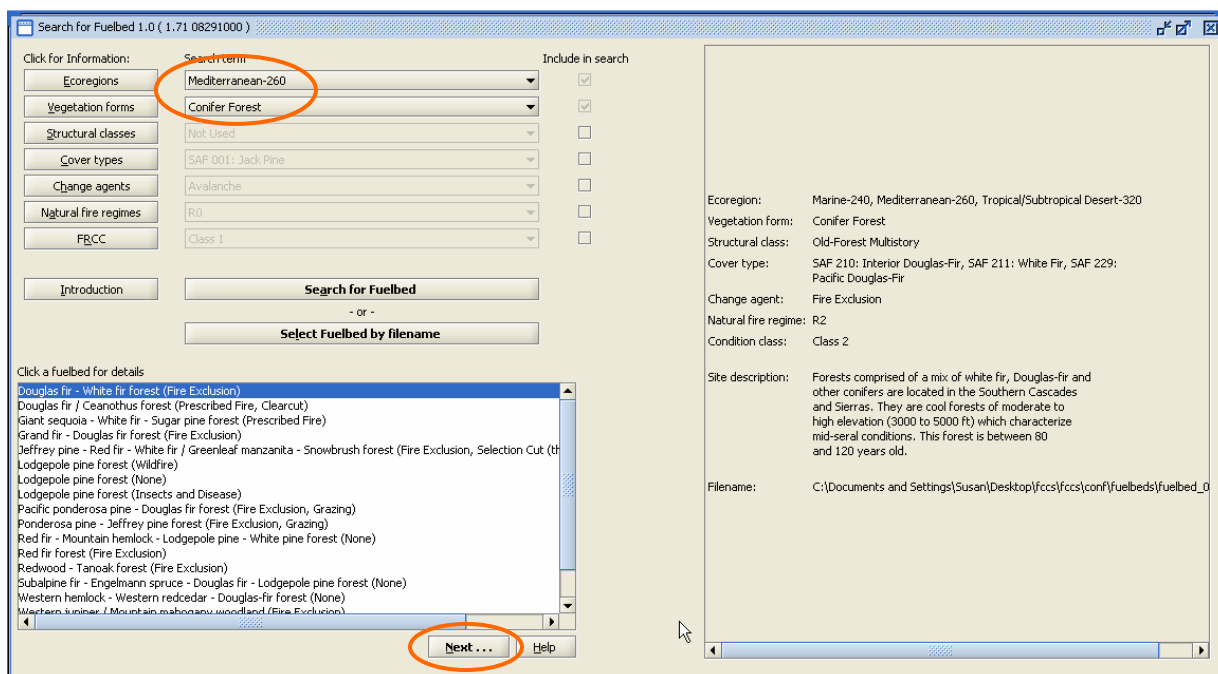 Search for Fuelbed 1.0 ( 1.71 08291000 )
Click for Information: Search term Include in search
Ecoregions Mediterranean-260
Vegetation forms Conifer Forest
Structural classes Not Used
Cover types SAF 001: Jack Pine
Change agents Avalanche
Natural fire regimes R0
FRCC Class 1
Introduction Search for Fuelbed
- or -
Select Fuelbed by filename
Click a fuelbed for details
Douglas fir - White fir forest (Fire Exclusion)
Douglas fir / Ceanothus forest (Prescribed Fire, Clearcut)
Giant sequoia - White fir - Sugar pine forest (Prescribed Fire)
Grand fir - Douglas fir forest (Fire Exclusion)
Jeffrey pine - Red fir - White fir / Greenleaf manzanita - Snowbrush forest (Fire Exclusion, Selection Cut (th
Lodgepole pine forest (Wildfire)
Lodgepole pine forest (None)
Lodgepole pine forest (Insects and Disease)
Pacific ponderosa pine - Douglas fir forest (Fire Exclusion, Grazing)
Ponderosa pine - Jeffrey pine forest (Fire Exclusion, Grazing)
Red fir - Mountain hemlock - Lodgepole pine - White pine forest (None)
Red fir forest (Fire Exclusion)
Redwood - Tanoak forest (Fire Exclusion)
Subalpine fir - Engelmann spruce - Douglas fir - Lodgepole pine forest (None)
Western hemlock - Western redcedar - Douglas-fir forest (None)
Western juniper / Mountain mahogany woodland (Fire Exclusion)
Next . . . Help
Ecoregion: Marine-240, Mediterranean-260, Tropical/Subtropical Desert-320
Vegetation form: Conifer Forest
Structural class: Old-Forest Multistory
Cover type: SAF 210: Interior Douglas-Fir, SAF 211: White Fir, SAF 229:
Pacific Douglas-Fir
Change agent: Fire Exclusion
Natural fire regime: R2
Condition class: Class 2
Site description: Forests comprised of a mix of white fir, Douglas-fir and
other conifers are located in the Southern Cascades
and Sierras. They are cool forests of moderate to
high elevation (3000 to 5000 ft) which characterize
mid-seral conditions. This forest is between 80
and 120 years old.
Filename: C:\Documents and Settings\Susan\Desktop\fccs\fccs\conf\fuelbeds\fuelbed_0